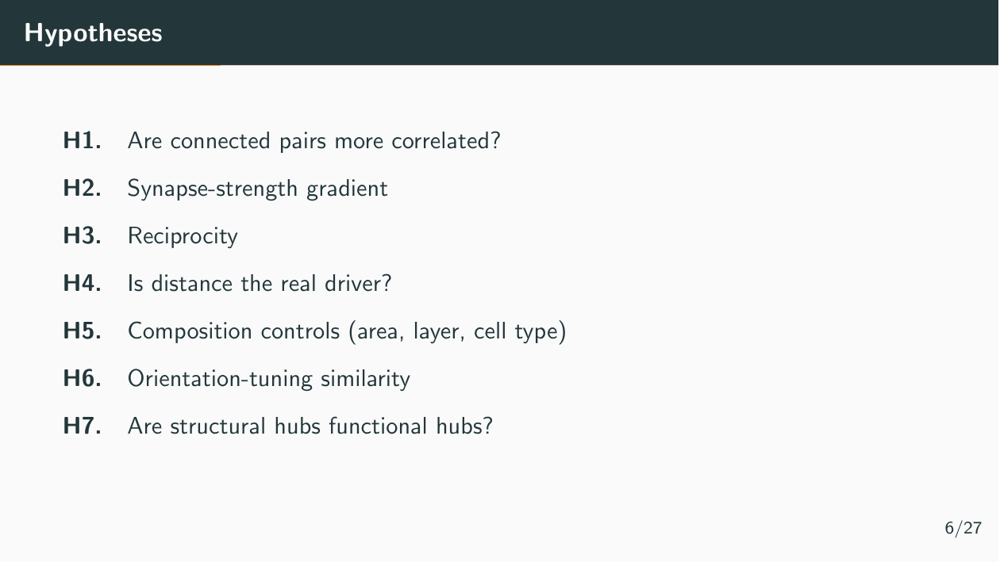 Hypotheses
H1. Are connected pairs more correlated?
H2. Synapse-strength gradient
H3. Reciprocity
H4. Is distance the real driver?
H5. Composition controls (area, layer, cell type)
H6. Orientation-tuning similarity
H7. Are structural hubs functional hubs?
6/27